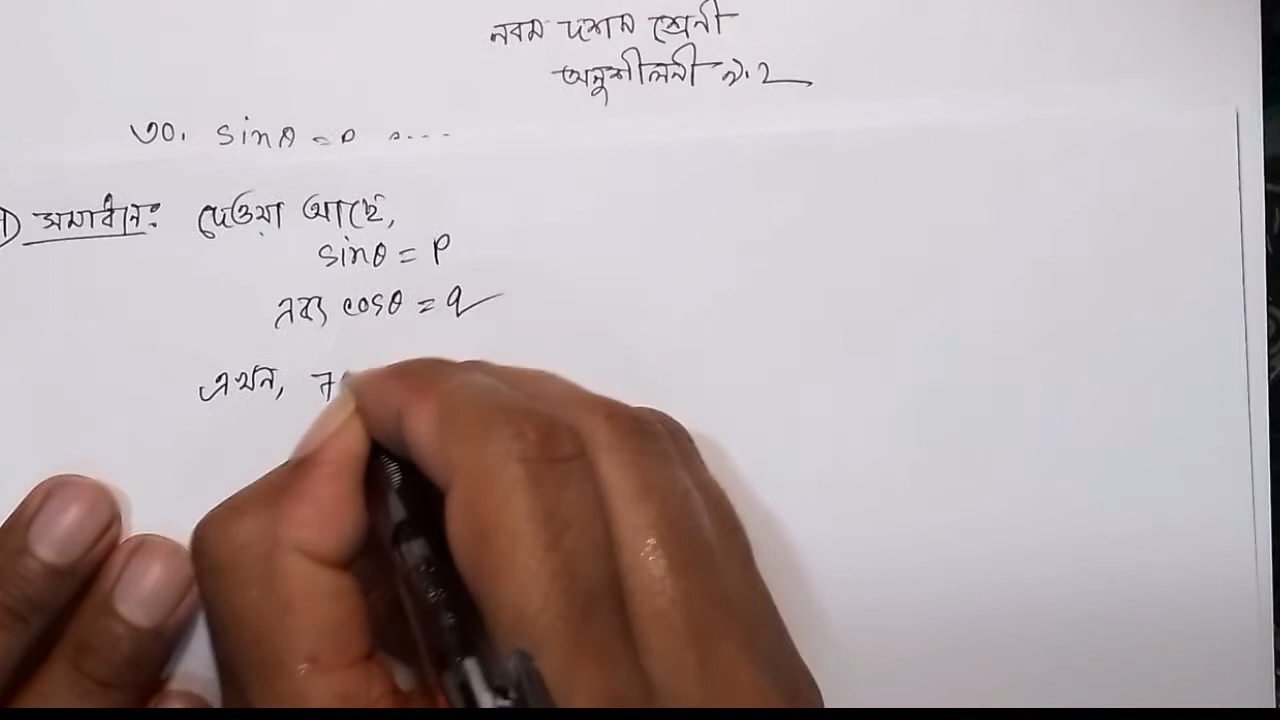 নবম দশম শ্রেনী
অনুশীলনী ৯.২
৩০. sinθ = P ....
সমাধান: দেওয়া আছে,
sinθ = P
এবং cosθ = q
এখন,